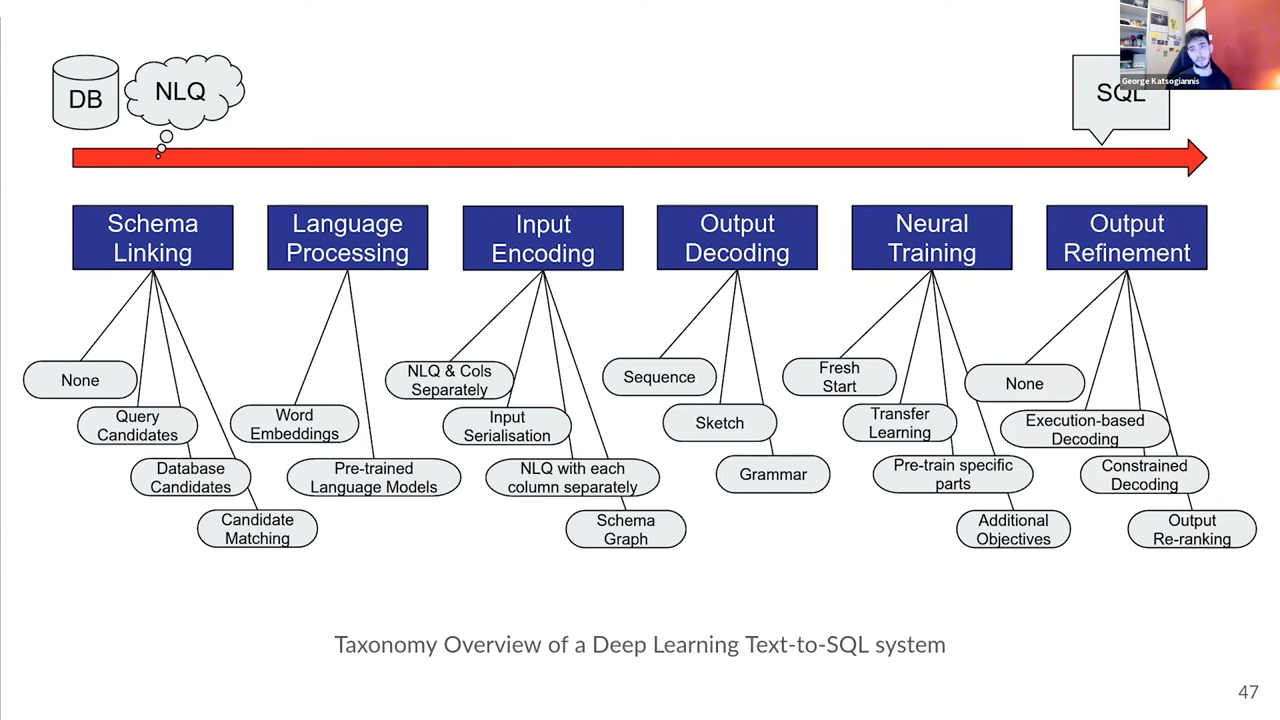 George Katsogiannis
DB
NLQ
SQL
Schema
Linking
Language
Processing
Input
Encoding
Output
Decoding
Neural
Training
Output
Refinement
None
Query
Candidates
Database
Candidates
Candidate
Matching
Word
Embeddings
Pre-trained
Language Models
NLQ & Cols
Separately
Input
Serialisation
NLQ with each
column separately
Schema
Graph
Sequence
Sketch
Grammar
Fresh
Start
Transfer
Learning
Pre-train specific
parts
Additional
Objectives
None
Execution-based
Decoding
Constrained
Decoding
Output
Re-ranking
Taxonomy Overview of a Deep Learning Text-to-SQL system
47